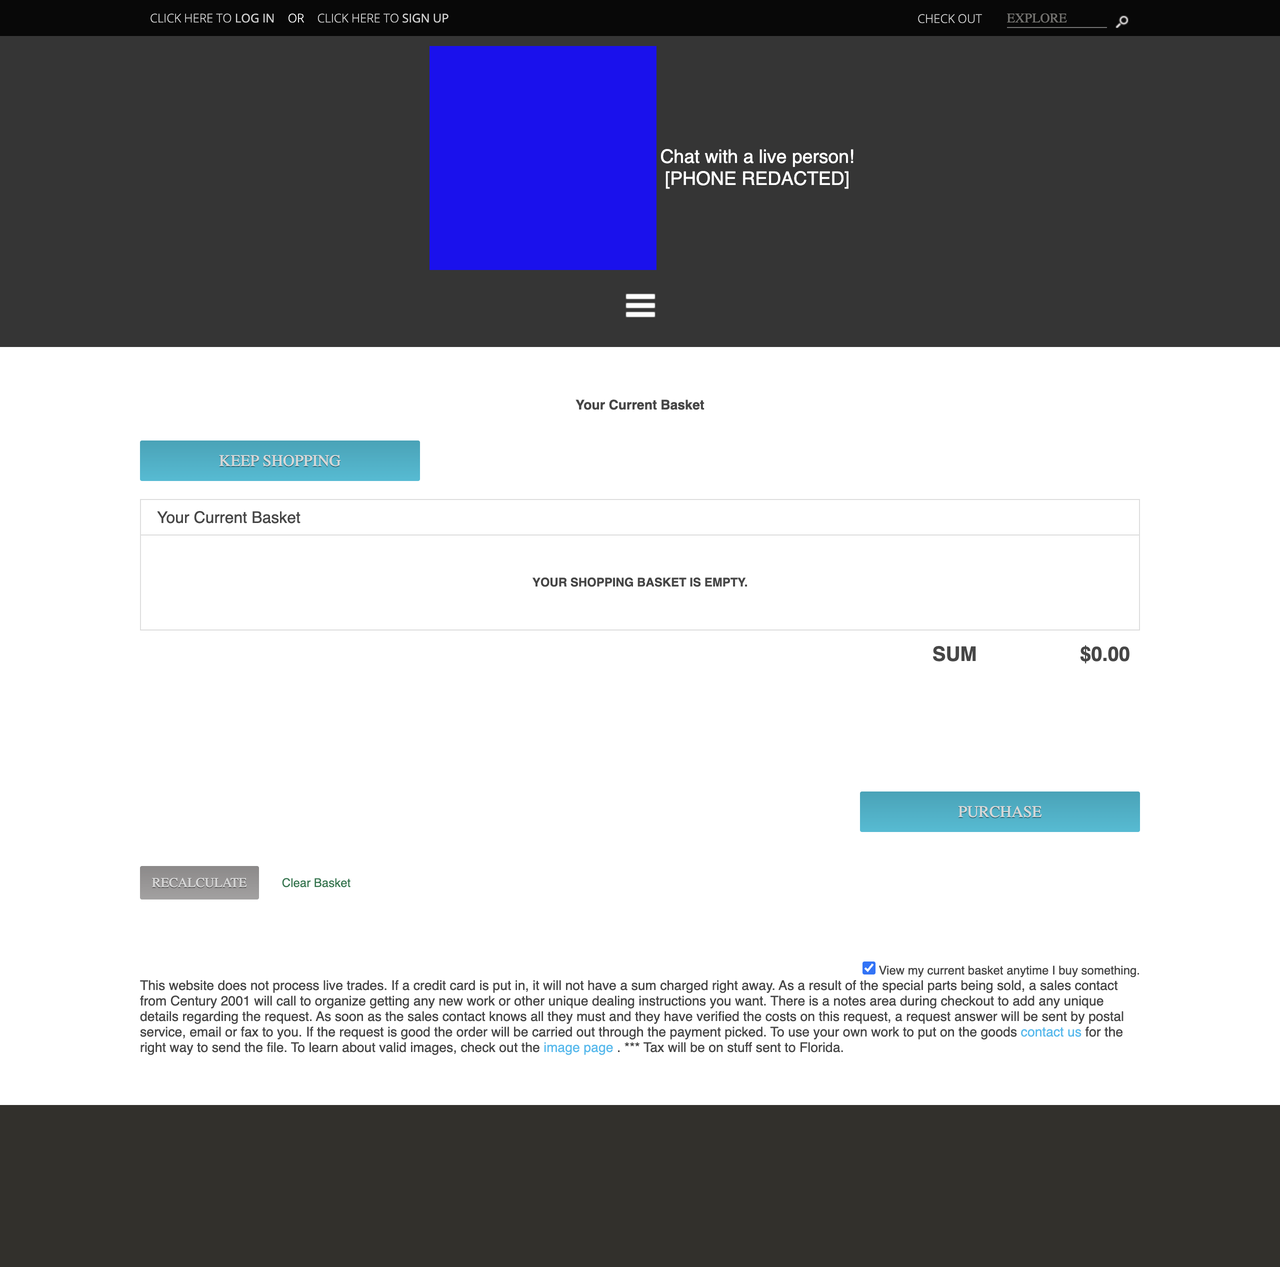 CLICK HERE TO LOG IN OR CLICK HERE TO SIGN UP CHECK OUT EXPLORE
Chat with a live person!
[PHONE REDACTED]
Your Current Basket
KEEP SHOPPING
Your Current Basket
YOUR SHOPPING BASKET IS EMPTY.
SUM $0.00
PURCHASE
RECALCULATE Clear Basket
View my current basket anytime I buy something.
This website does not process live trades. If a credit card is put in, it will not have a sum charged right away. As a result of the special parts being sold, a sales contact
from Century 2001 will call to organize getting any new work or other unique dealing instructions you want. There is a notes area during checkout to add any unique
details regarding the request. As soon as the sales contact knows all they must and they have verified the costs on this request, a request answer will be sent by postal
service, email or fax to you. If the request is good the order will be carried out through the payment picked. To use your own work to put on the goods contact us for the
right way to send the file. To learn about valid images, check out the image page . *** Tax will be on stuff sent to Florida.